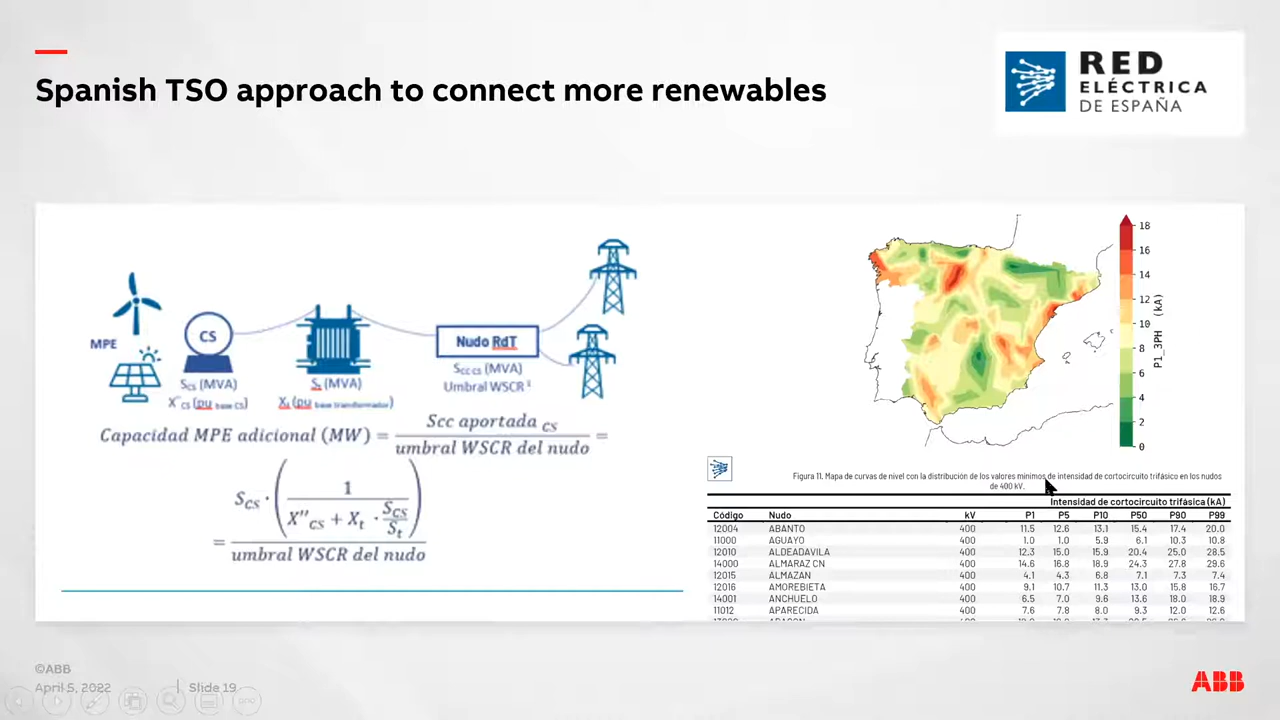 Spanish TSO approach to connect more renewables
RED
ELÉCTRICA
DE ESPAÑA
MPE
CS
S_CS (MVA)
X"_CS (pu base CS)
S_t (MVA)
X_t (pu base transformador)
Nudo RdT
S_CC CS (MVA)
Umbral WSCR
Capacidad MPE adicional (MW) = Scc aportada CS / umbral WSCR del nudo =
= S_CS · ( 1 / X''_CS + X_t · S_CS / S_t ) / umbral WSCR del nudo
18
16
14
12
10
8
6
4
2
0
P1_3PH (kA)
Figura 11. Mapa de curvas de nivel con la distribución de los valores mínimos de intensidad de cortocircuito trifásico en los nudos
de 400 kV.
Intensidad de cortocircuito trifásica (kA)
Código Nudo kV P1 P5 P10 P50 P90 P99
12004 ABANTO 400 11.5 12.6 13.1 15.4 17.4 20.0
11000 AGUAYO 400 1.0 1.0 5.9 6.1 10.3 10.8
12010 ALDEADAVILA 400 12.3 15.0 15.9 20.4 25.0 28.5
14000 ALMARAZ CN 400 14.6 16.8 18.9 24.3 27.8 29.6
12015 ALMAZAN 400 4.1 4.3 6.8 7.1 7.3 7.4
12016 AMOREBIETA 400 9.1 10.7 11.3 13.0 15.8 16.7
14001 ANCHUELO 400 6.5 7.0 9.6 13.6 18.0 18.9
11012 APARECIDA 400 7.6 7.8 8.0 9.3 12.0 12.6
©ABB
April 5, 2022
Slide 19
ABB